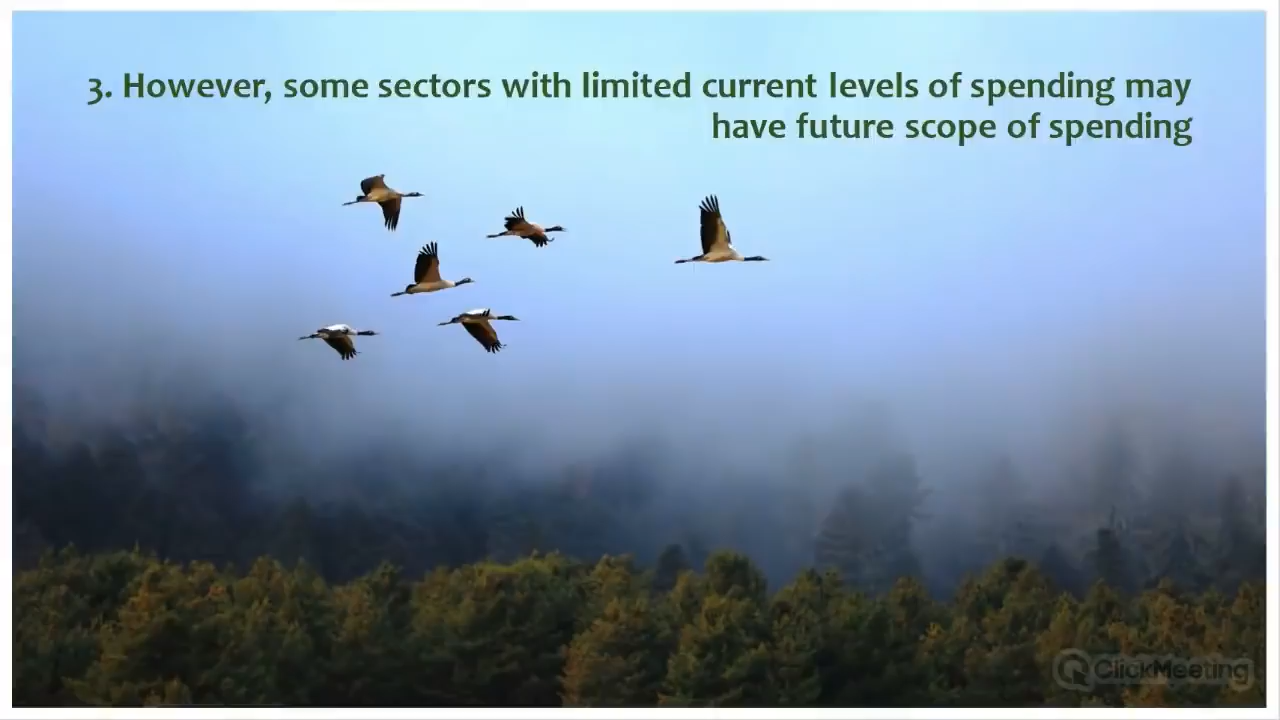 3. However, some sectors with limited current levels of spending may
have future scope of spending
ClickMeeting